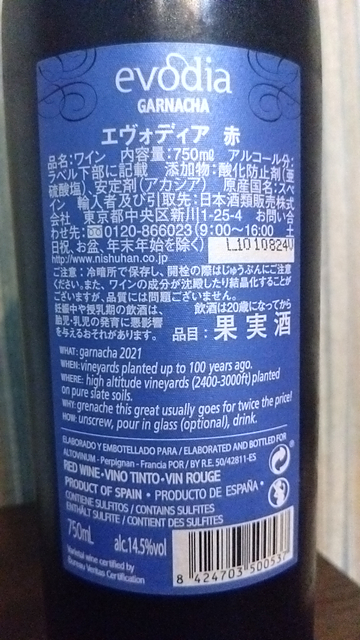 evodia
GARNACHA
エヴォディア 赤
品名:ワイン 内容量:750mℓ アルコール分:
ラベル下部に記載 添加物:酸化防止剤(亜
硫酸塩)、安定剤(アカシア) 原産国名:スペ
イン 輸入者及び引取先:日本酒類販売株式
会社 東京都中央区新川1-25-4 お問い合
わせ先:0120-866023(9:00~16:00 土
日祝、お盆、年末年始を除く)
L1010824V
http://www.nishuhan.co.jp
ご注意:冷暗所で保存し、開栓の際はじゅうぶんにご注意
ください。また、ワインの成分が沈殿したり結晶化することが
ございますが、品質には問題ございません。
妊娠中や授乳期の飲酒は、
胎児・乳児の発育に悪影響
を与えるおそれがあります。
飲酒は20歳になってから
品目:果実酒
WHAT: garnacha 2021
WHEN: vineyards planted up to 100 years ago.
WHERE: high altitude vineyards (2400-3000ft) planted
on pure slate soils.
WHY: grenache this great usually goes for twice the price!
HOW: unscrew, pour in glass (optional), drink.
ELABORADO Y EMBOTELLADO PARA / ELABORATED AND BOTTLED FOR
ALTOVINUM - Perpignan - Francia POR / BY R.E. 50/42811-ES
RED WINE • VINO TINTO • VIN ROUGE
PRODUCT OF SPAIN • PRODUCTO DE ESPAÑA •
CONTIENE SULFITOS / CONTAINS SULFITES
ENTHÄLT SULFITE / CONTIENT DES SULFITES
750mL alc.14.5%vol
Varietal wine certified by
Bureau Veritas Certification
8 424703 500537